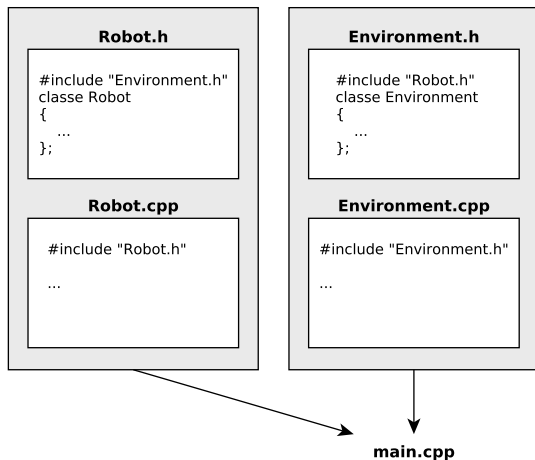 Robot.h
#include "Environment.h"
classe Robot
{
...
};
Robot.cpp
#include "Robot.h"
...
Environment.h
#include "Robot.h"
classe Environment
{
...
};
Environment.cpp
#include "Environment.h"
...
main.cpp